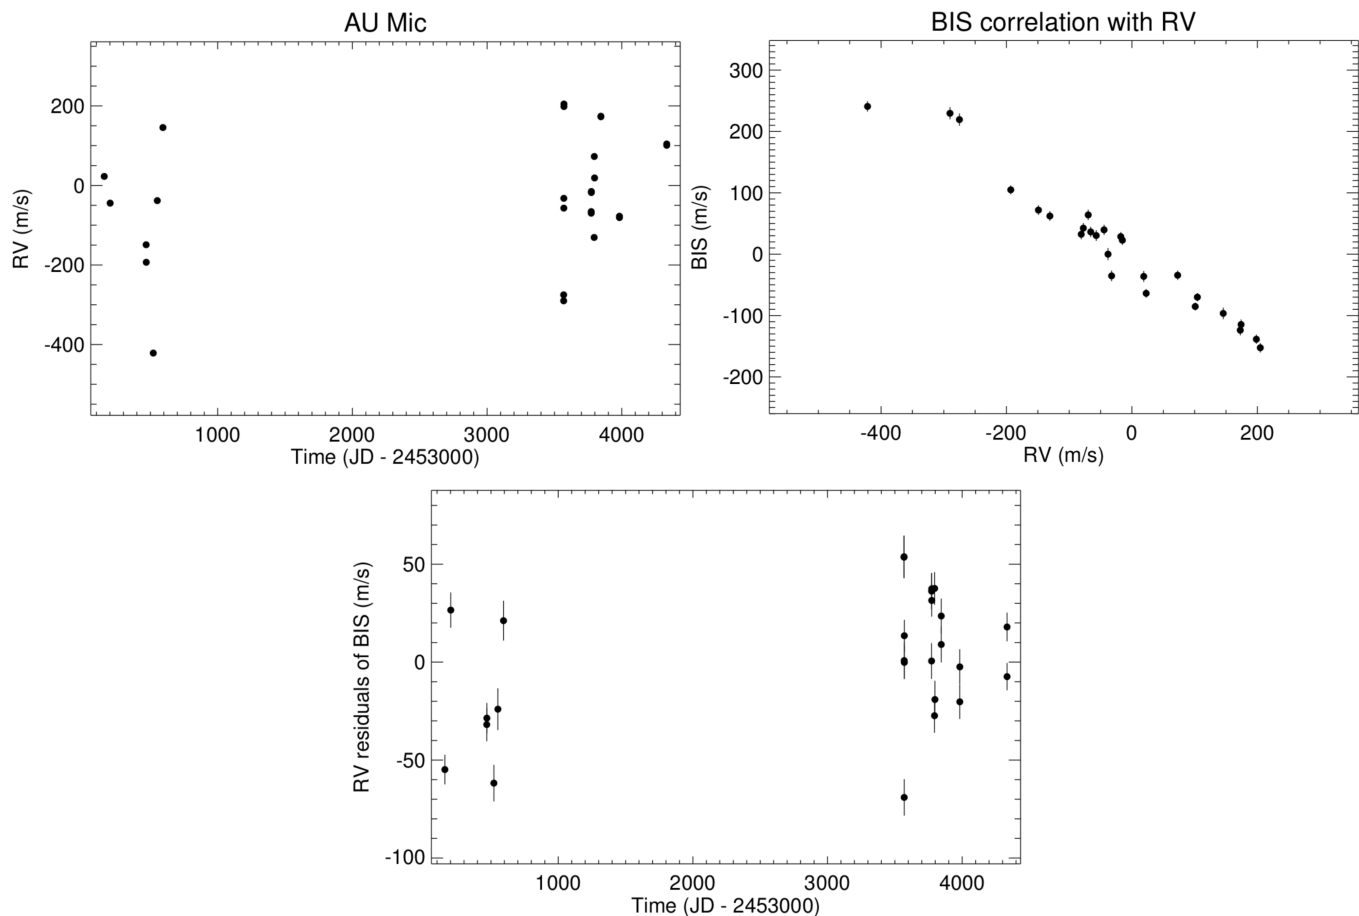 AU Mic
RV (m/s)
200
0
-200
-400
1000 2000 3000 4000
Time (JD - 2453000)
BIS correlation with RV
BIS (m/s)
300
200
100
0
-100
-200
-400 -200 0 200
RV (m/s)
RV residuals of BIS (m/s)
50
0
-50
-100
1000 2000 3000 4000
Time (JD - 2453000)